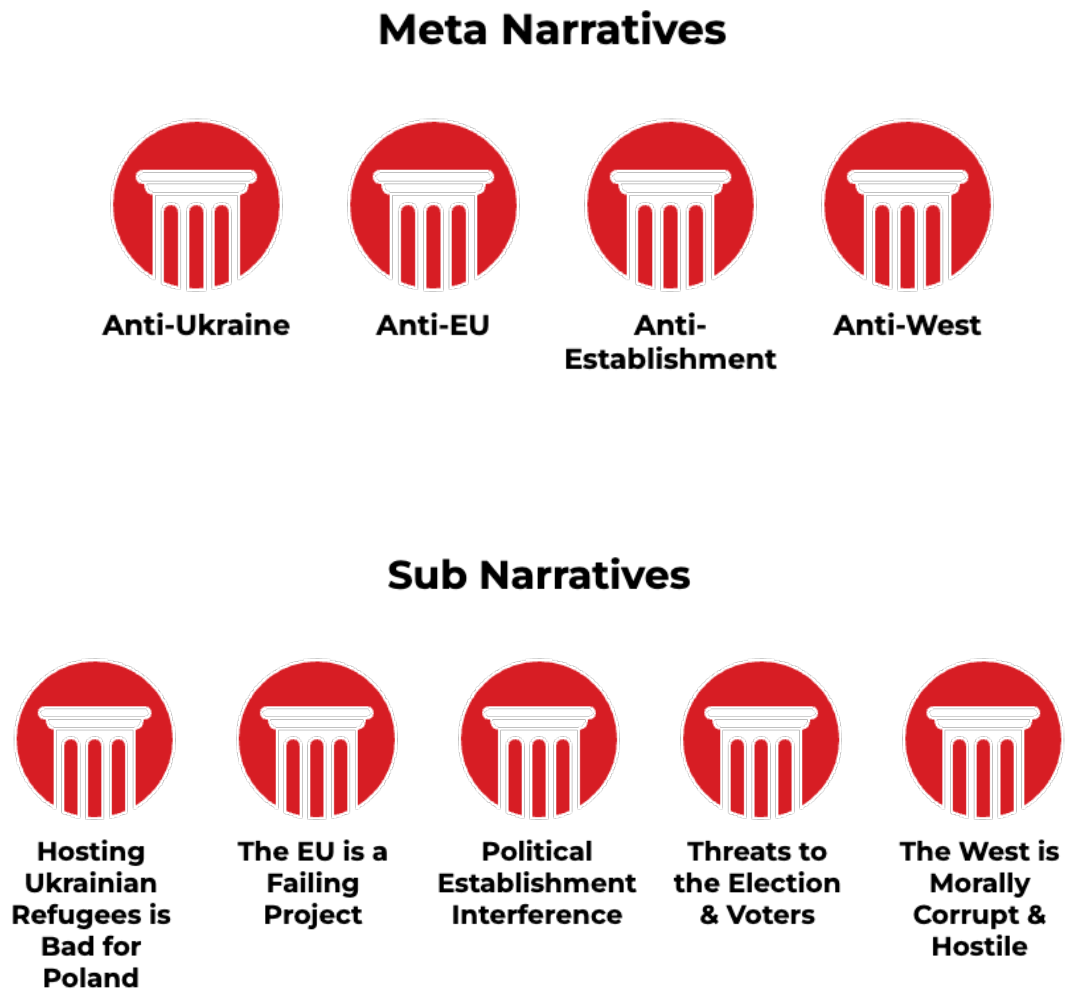 Meta Narratives
Anti-Ukraine
Anti-EU
Anti-
Establishment
Anti-West
Sub Narratives
Hosting
Ukrainian
Refugees is
Bad for
Poland
The EU is a
Failing
Project
Political
Establishment
Interference
Threats to
the Election
& Voters
The West is
Morally
Corrupt &
Hostile